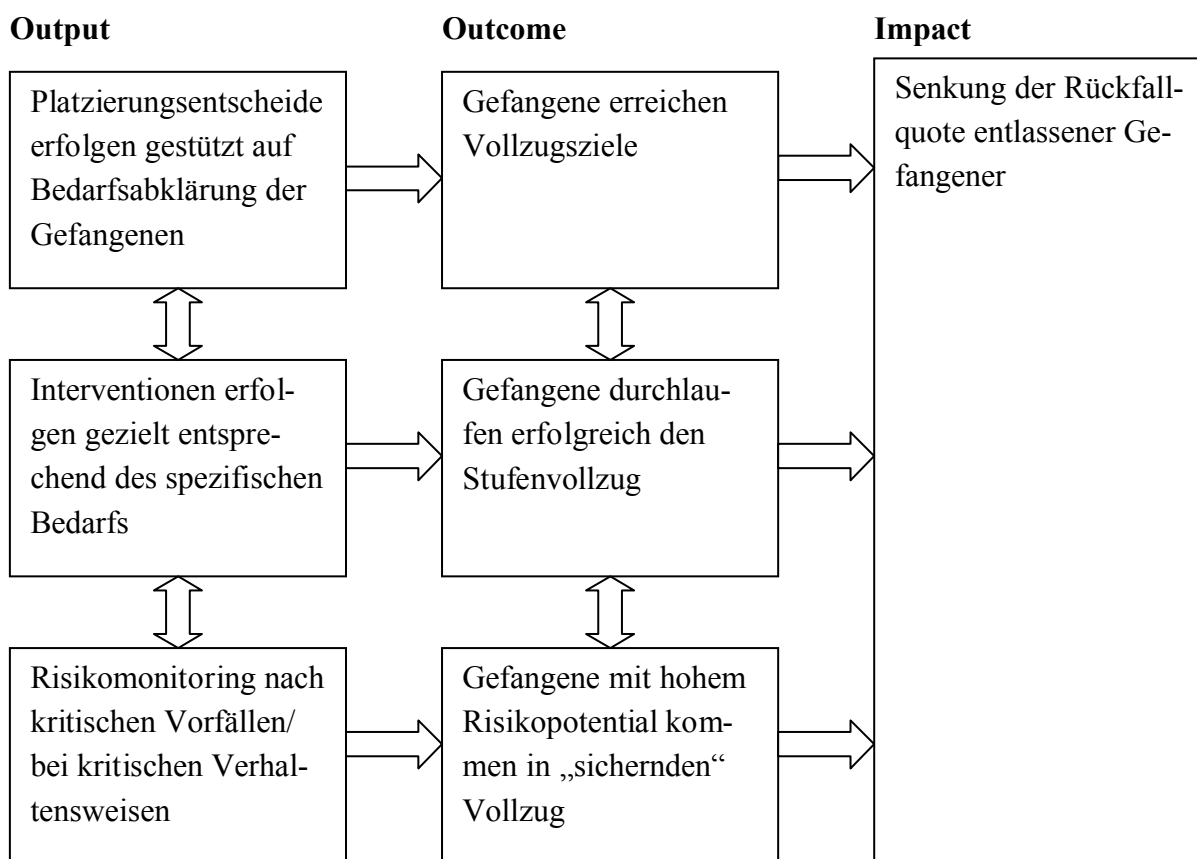 Output
Outcome
Impact
Platzierungsentscheide
erfolgen gestützt auf
Bedarfsabklärung der
Gefangenen
Gefangene erreichen
Vollzugsziele
Senkung der Rückfall-
quote entlassener Ge-
fangener
Interventionen erfol-
gen gezielt entspre-
chend des spezifischen
Bedarfs
Gefangene durchlau-
fen erfolgreich den
Stufenvollzug
Risikomonitoring nach
kritischen Vorfällen/
bei kritischen Verhal-
tensweisen
Gefangene mit hohem
Risikopotential kom-
men in „sichernden“
Vollzug